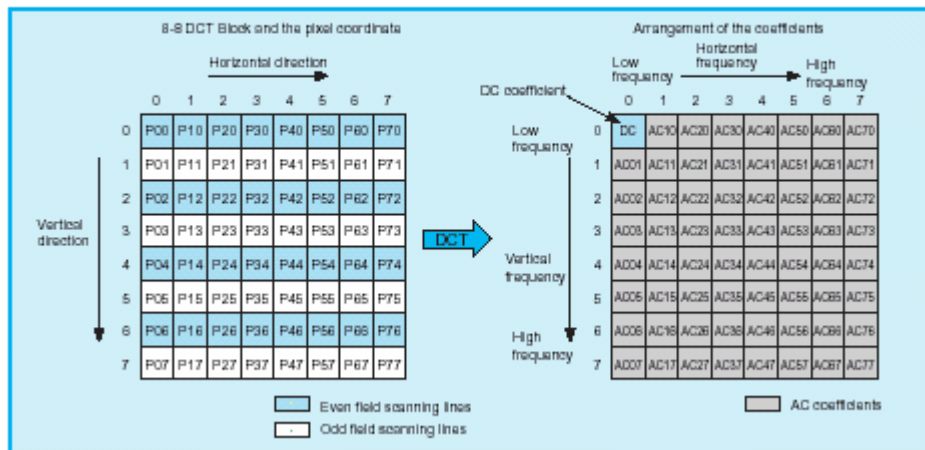 8-8 DCT Block and the pixel coordinate
Horizontal direction
0 1 2 3 4 5 6 7
0 P00 P10 P20 P30 P40 P50 P60 P70
1 P01 P11 P21 P31 P41 P51 P61 P71
2 P02 P12 P22 P32 P42 P52 P62 P72
3 P03 P13 P23 P33 P43 P53 P63 P73
4 P04 P14 P24 P34 P44 P54 P64 P74
5 P05 P15 P25 P35 P45 P55 P65 P75
6 P06 P16 P26 P36 P46 P56 P66 P76
7 P07 P17 P27 P37 P47 P57 P67 P77
Vertical
direction
Even field scanning lines
Odd field scanning lines
DCT
Arrangement of the coefficients
Horizontal
frequency
Low
frequency
High
frequency
DC coefficient
0 1 2 3 4 5 6 7
Low
frequency
Vertical frequency
High
frequency
0 DC AC10 AC20 AC30 AC40 AC50 AC60 AC70
1 AC01 AC11 AC21 AC31 AC41 AC51 AC61 AC71
2 AC02 AC12 AC22 AC32 AC42 AC52 AC62 AC72
3 AC03 AC13 AC23 AC33 AC43 AC53 AC63 AC73
4 AC04 AC14 AC24 AC34 AC44 AC54 AC64 AC74
5 AC05 AC15 AC25 AC35 AC45 AC55 AC65 AC75
6 AC06 AC16 AC26 AC36 AC46 AC56 AC66 AC76
7 AC07 AC17 AC27 AC37 AC47 AC57 AC67 AC77
AC coefficients